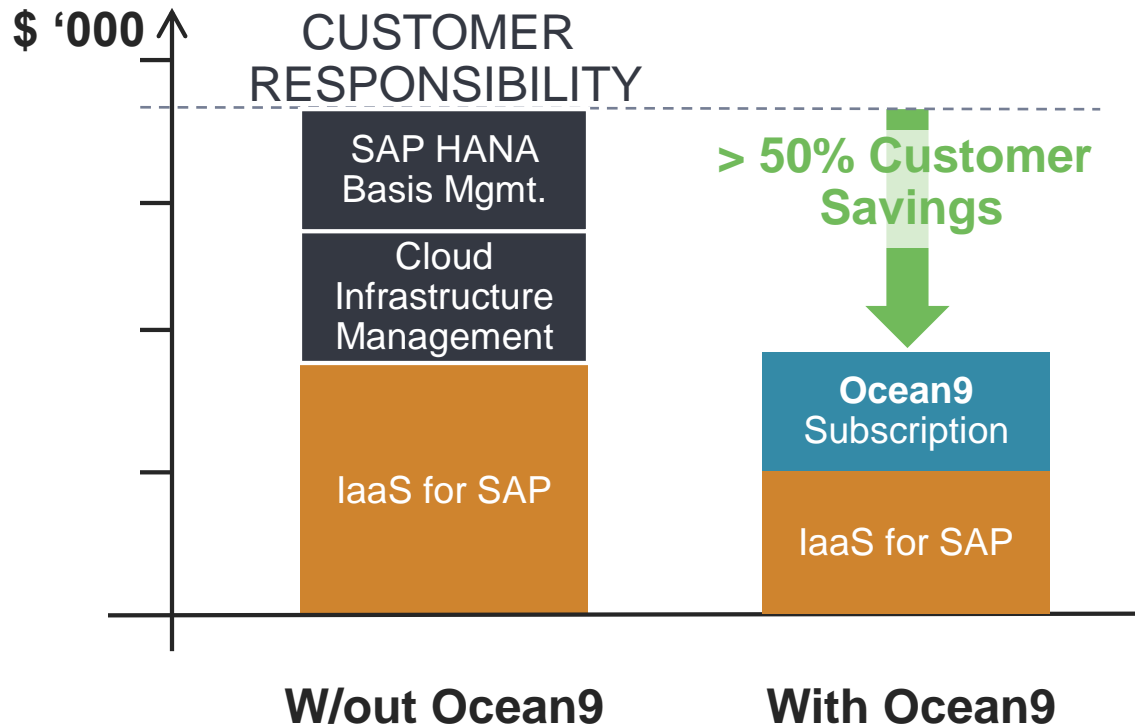 $ ‘000
CUSTOMER
RESPONSIBILITY
SAP HANA
Basis Mgmt.
Cloud
Infrastructure
Management
IaaS for SAP
> 50% Customer
Savings
Ocean9
Subscription
IaaS for SAP
W/out Ocean9
With Ocean9